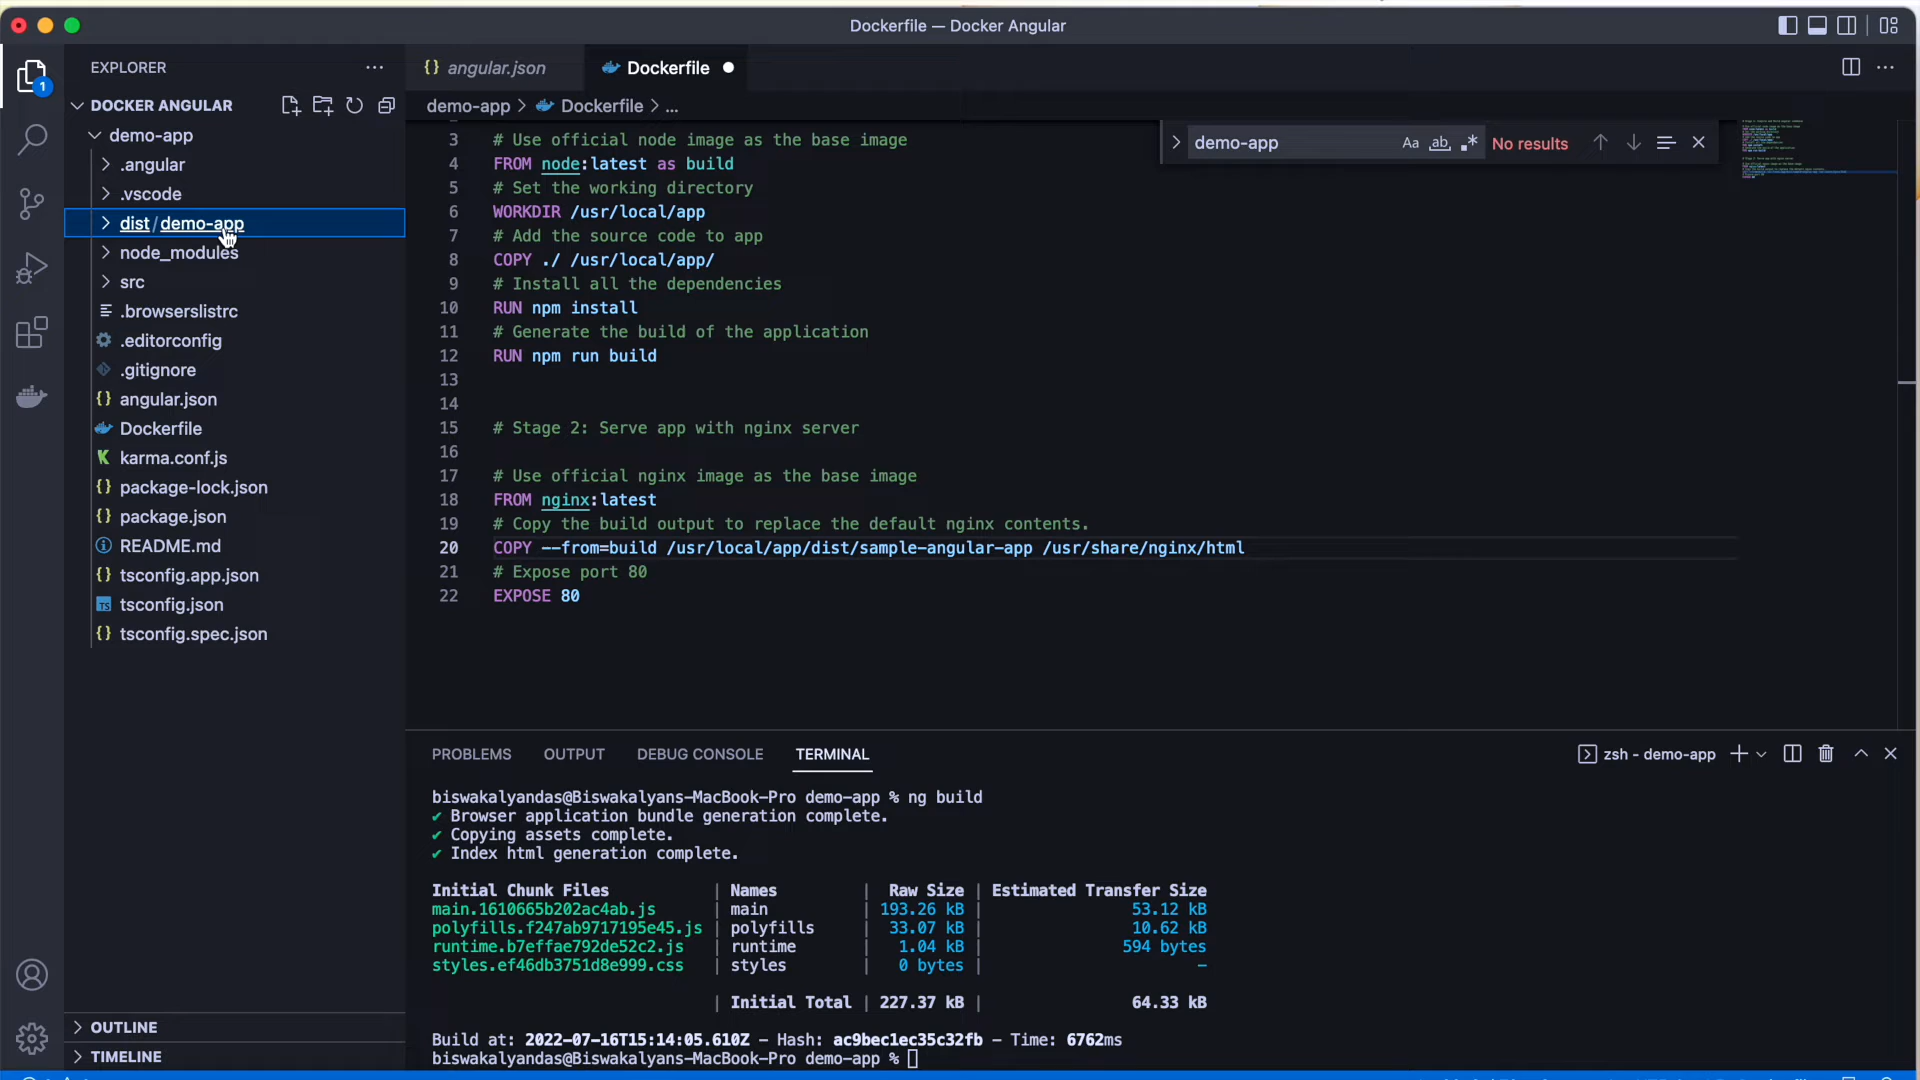 Dockerfile — Docker Angular
EXPLORER
1
DOCKER ANGULAR
demo-app
.angular
.vscode
dist / demo-app
node_modules
src
.browserslistrc
.editorconfig
.gitignore
{} angular.json
Dockerfile
karma.conf.js
{} package-lock.json
{} package.json
README.md
{} tsconfig.app.json
TS tsconfig.json
{} tsconfig.spec.json
OUTLINE
TIMELINE
{} angular.json
Dockerfile
demo-app > Dockerfile > ...
demo-app Aa ab .* No results
3 # Use official node image as the base image
4 FROM node:latest as build
5 # Set the working directory
6 WORKDIR /usr/local/app
7 # Add the source code to app
8 COPY ./ /usr/local/app/
9 # Install all the dependencies
10 RUN npm install
11 # Generate the build of the application
12 RUN npm run build
13
14
15 # Stage 2: Serve app with nginx server
16
17 # Use official nginx image as the base image
18 FROM nginx:latest
19 # Copy the build output to replace the default nginx contents.
20 COPY --from=build /usr/local/app/dist/sample-angular-app /usr/share/nginx/html
21 # Expose port 80
22 EXPOSE 80
PROBLEMS OUTPUT DEBUG CONSOLE TERMINAL
zsh - demo-app
biswakalyandas@Biswakalyans-MacBook-Pro demo-app % ng build
✔ Browser application bundle generation complete.
✔ Copying assets complete.
✔ Index html generation complete.
Initial Chunk Files | Names | Raw Size | Estimated Transfer Size
main.1610665b202ac4ab.js | main | 193.26 kB | 53.12 kB
polyfills.f247ab9717195e45.js | polyfills | 33.07 kB | 10.62 kB
runtime.b7effae792de52c2.js | runtime | 1.04 kB | 594 bytes
styles.ef46db3751d8e999.css | styles | 0 bytes | -
| Initial Total | 227.37 kB | 64.33 kB
Build at: 2022-07-16T15:14:05.610Z - Hash: ac9bec1ec35c32fb - Time: 6762ms
biswakalyandas@Biswakalyans-MacBook-Pro demo-app %